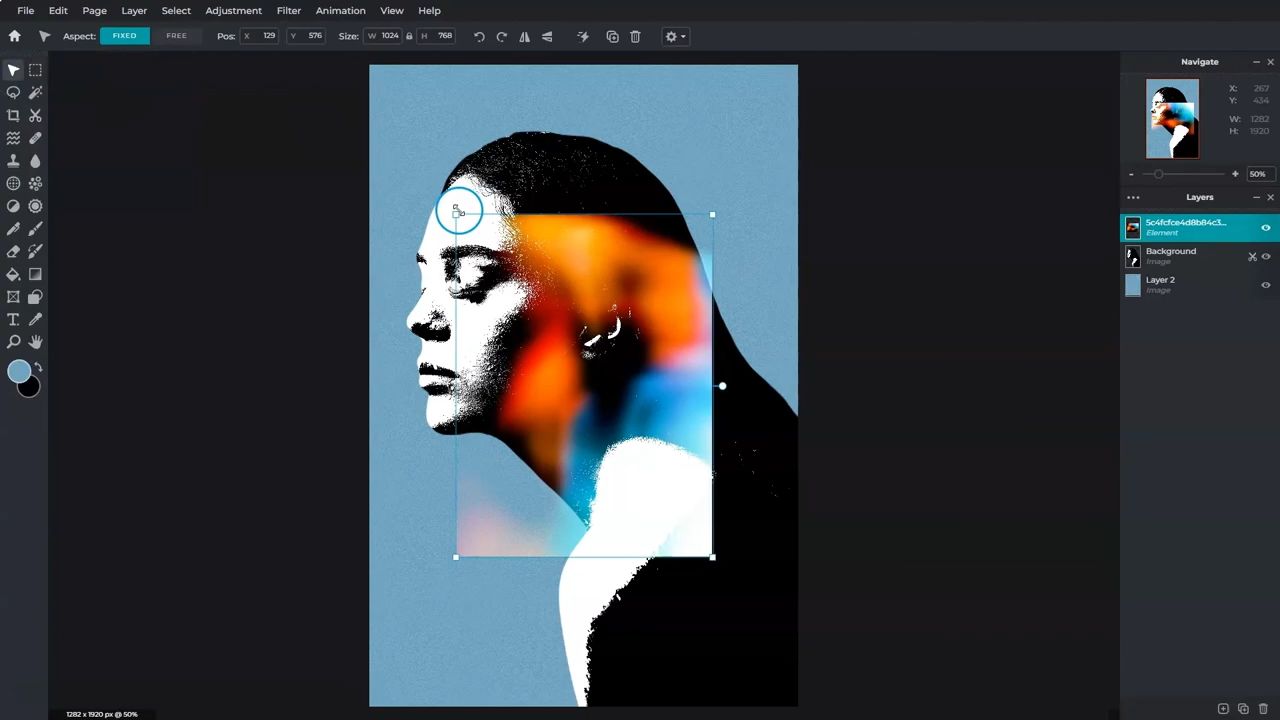 File Edit Page Layer Select Adjustment Filter Animation View Help
Aspect: FIXED FREE Pos: X 129 Y 576 Size: W 1024 H 768
Navigate
X: 267
Y: 434
W: 1282
H: 1920
- + 50%
Layers
5c4fcfce4d8b84c3...
Element
Background
Image
Layer 2
Image
1282 x 1920 px @ 50%